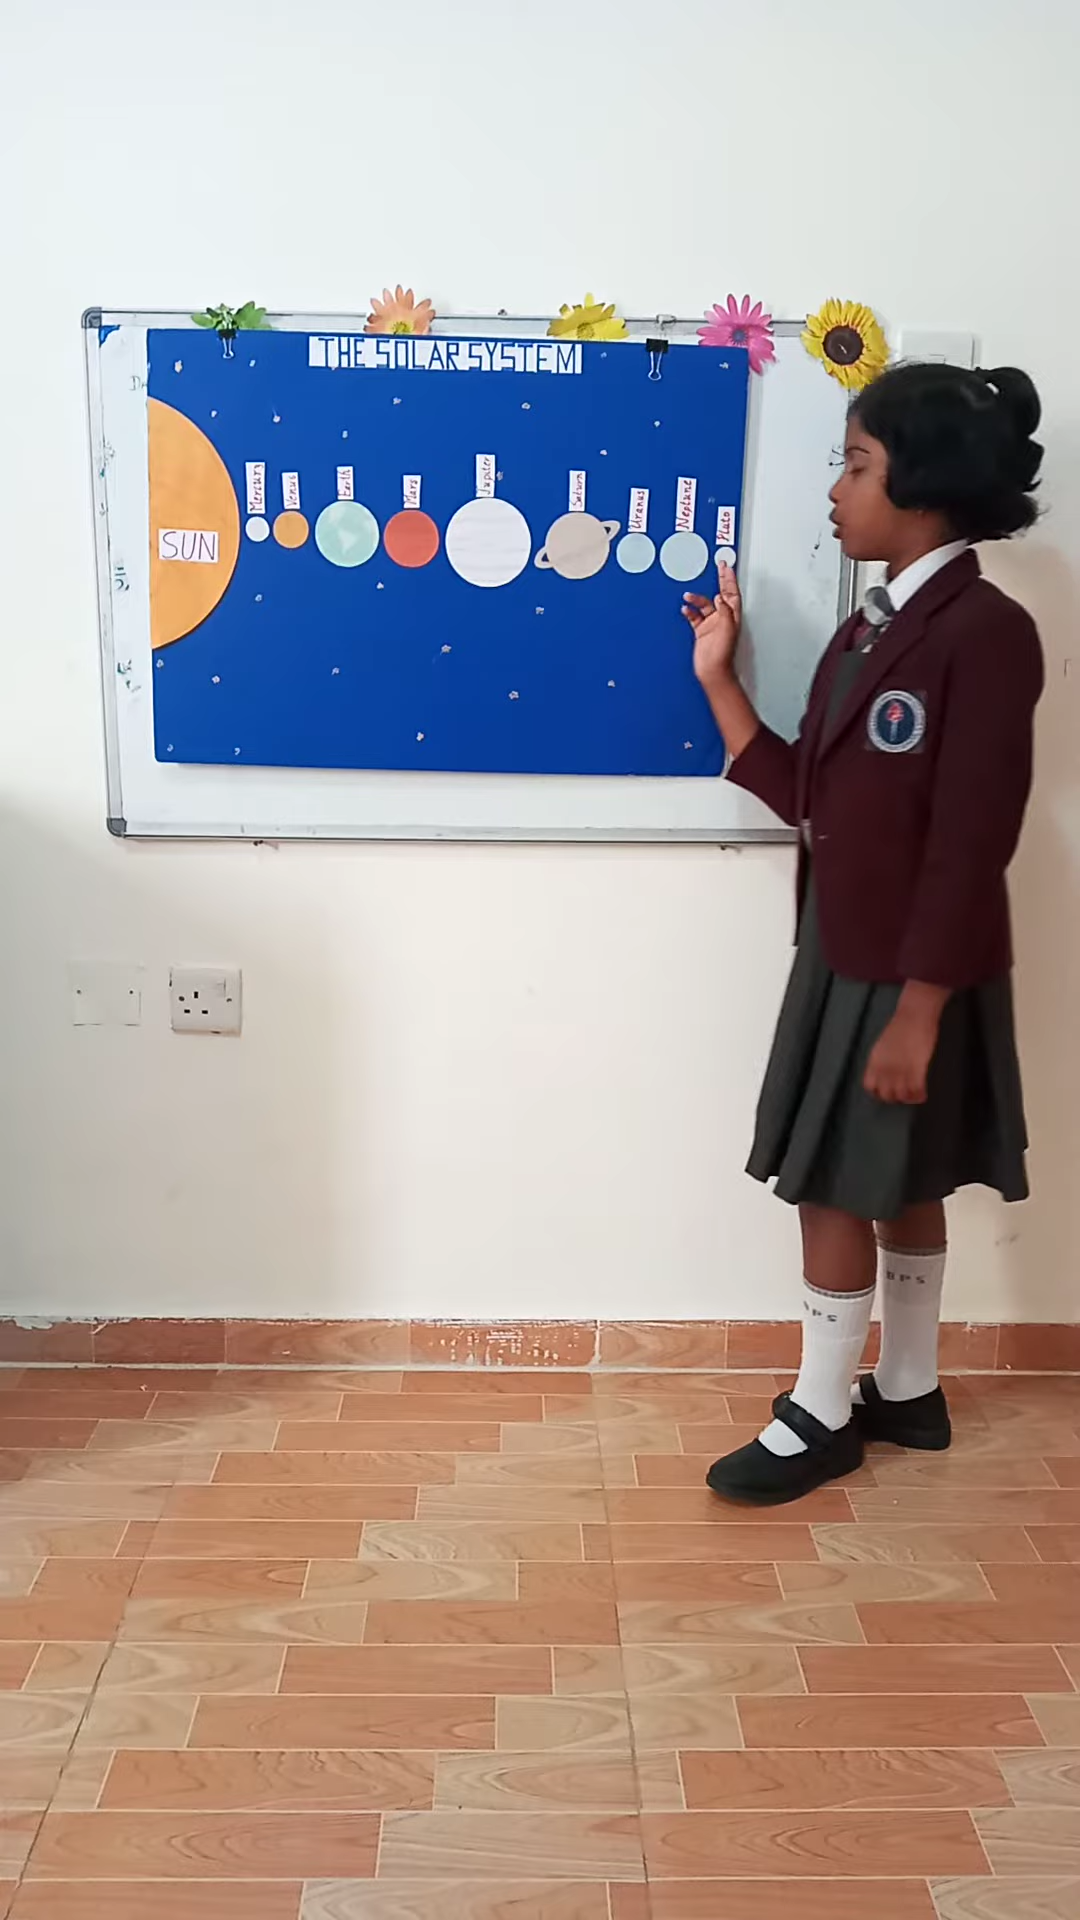 THE SOLAR SYSTEM
SUN
Mercury
Venus
Earth
Mars
Jupiter
Saturn
Uranus
Neptune
Pluto
BPS